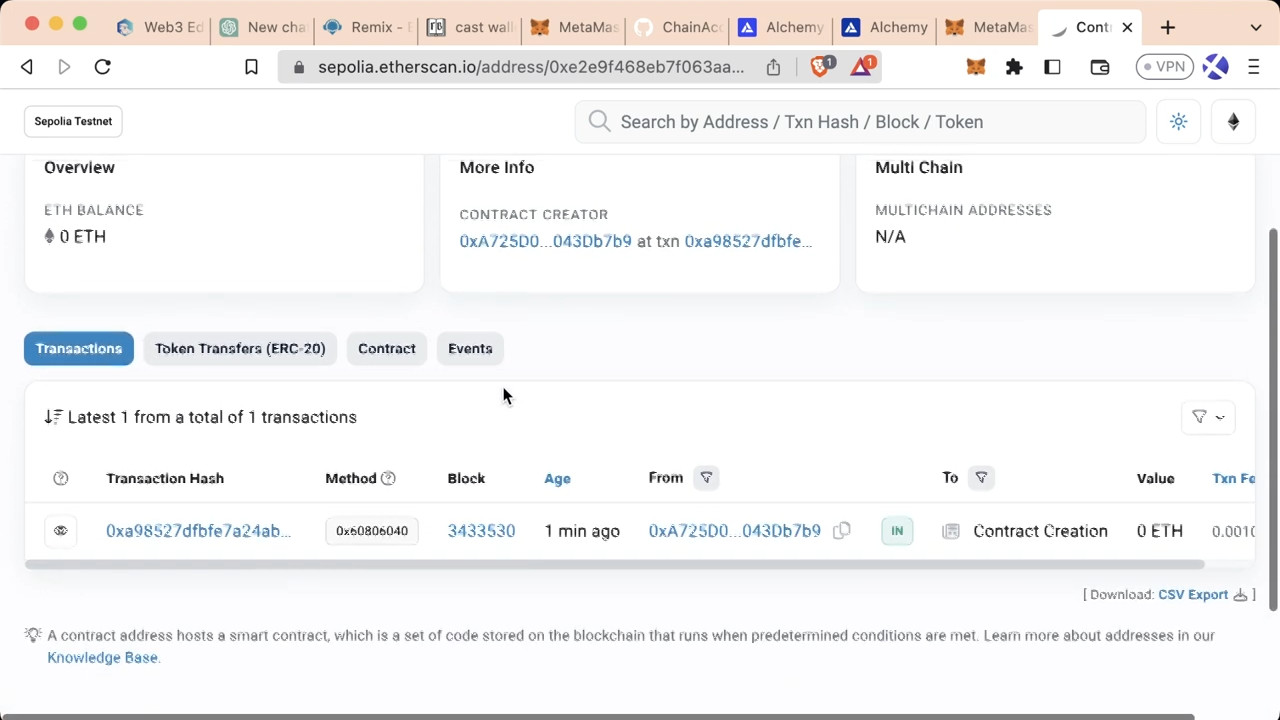 Web3 Ed
New cha
Remix - E
cast wall
MetaMas
ChainAcc
Alchemy
Alchemy
MetaMas
Contr
sepolia.etherscan.io/address/0xe2e9f468eb7f063aa...
1
1
VPN
Sepolia Testnet
Search by Address / Txn Hash / Block / Token
Overview
ETH BALANCE
0 ETH
More Info
CONTRACT CREATOR
0xA725D0...043Db7b9 at txn 0xa98527dfbfe...
Multi Chain
MULTICHAIN ADDRESSES
N/A
Transactions Token Transfers (ERC-20) Contract Events
Latest 1 from a total of 1 transactions
Transaction Hash Method Block Age From To Value Txn Fe
0xa98527dfbfe7a24ab... 0x60806040 3433530 1 min ago 0xA725D0...043Db7b9 IN Contract Creation 0 ETH 0.0010
[ Download: CSV Export ]
A contract address hosts a smart contract, which is a set of code stored on the blockchain that runs when predetermined conditions are met. Learn more about addresses in our
Knowledge Base.